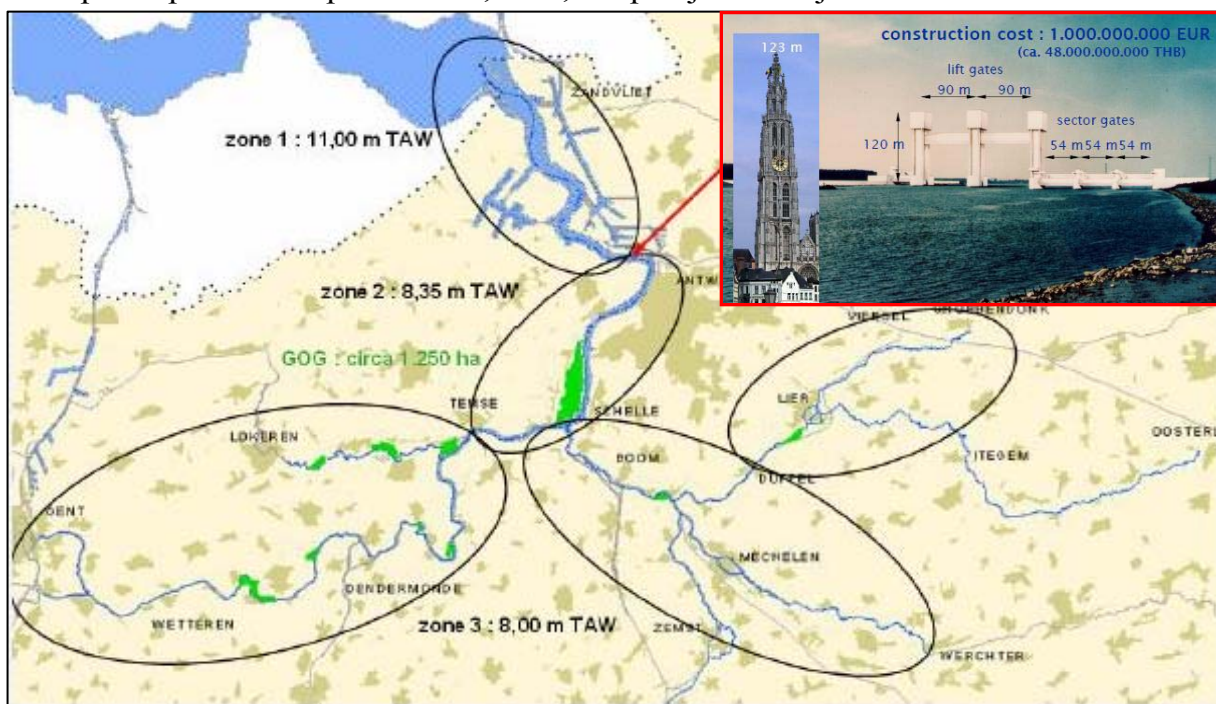 construction cost : 1.000.000.000 EUR
(ca. 48.000.000.000 THB)
123 m
lift gates
90 m 90 m
120 m
sector gates
54 m 54 m 54 m
ZANDVLIET
zone 1 : 11,00 m TAW
zone 2 : 8,35 m TAW
ANTW
GOG : circa 1.250 ha
TEMSE
SCHELLE
LOKEREN
BOOM
DUFFEL
LIER
ITEGEM
OOSTERL
GENT
WETTEREN
DENDERMONDE
MECHELEN
zone 3 : 8,00 m TAW
ZEMST
WERCHTER